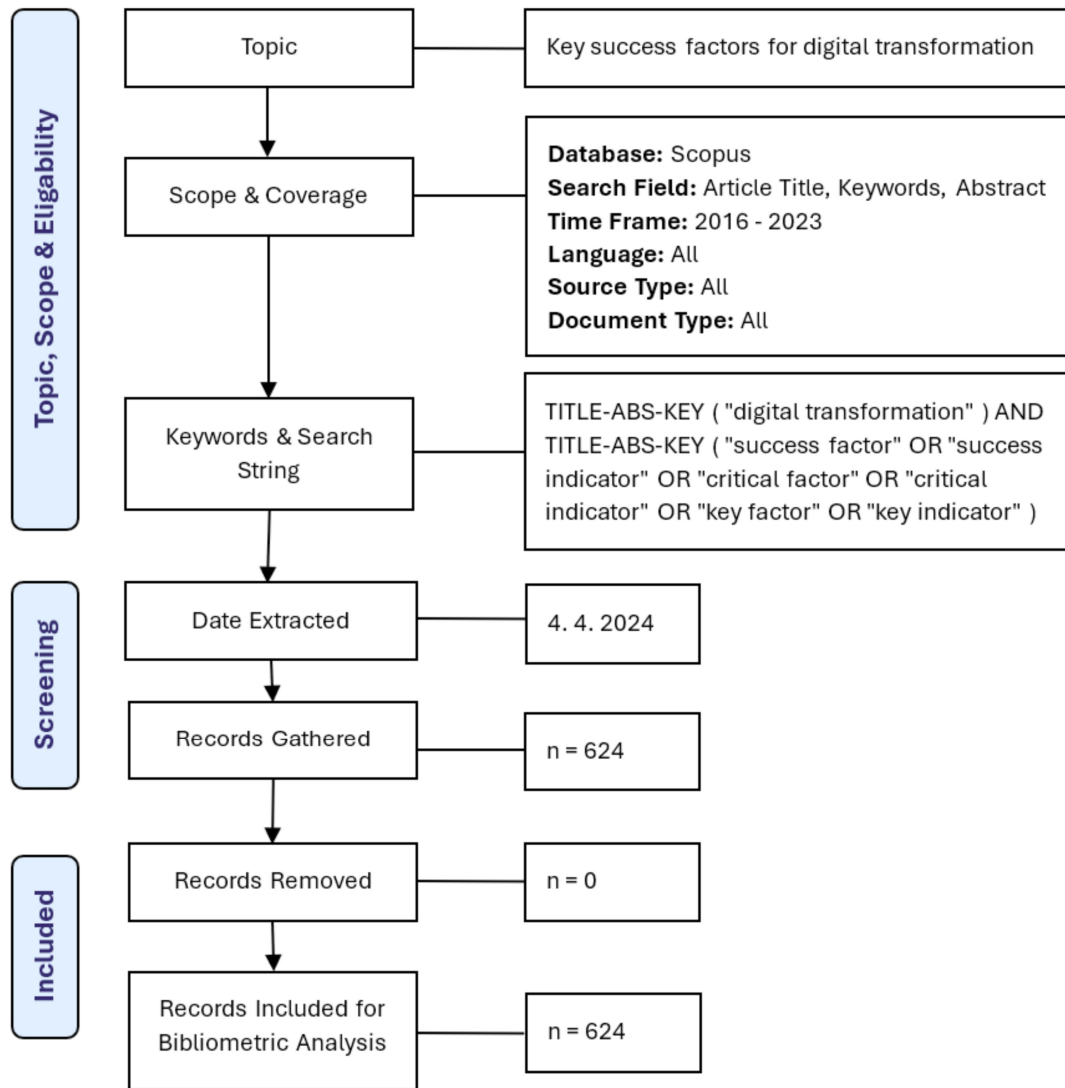 Topic, Scope & Eligability
Topic
Key success factors for digital transformation
Scope & Coverage
Database: Scopus
Search Field: Article Title, Keywords, Abstract
Time Frame: 2016 - 2023
Language: All
Source Type: All
Document Type: All
Keywords & Search
String
TITLE-ABS-KEY ( "digital transformation" ) AND
TITLE-ABS-KEY ( "success factor" OR "success
indicator" OR "critical factor" OR "critical
indicator" OR "key factor" OR "key indicator" )
Screening
Date Extracted
4. 4. 2024
Records Gathered
n = 624
Included
Records Removed
n = 0
Records Included for
Bibliometric Analysis
n = 624